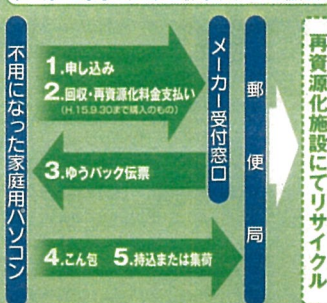 不用になった家庭用パソコン
1.申し込み
2.回収・再資源化料金支払い
(H.15.9.30まで購入のもの)
3.ゆうパック伝票
4.こん包 5.持込または集荷
メーカー受付窓口
郵便局
再資源化施設にてリサイクル